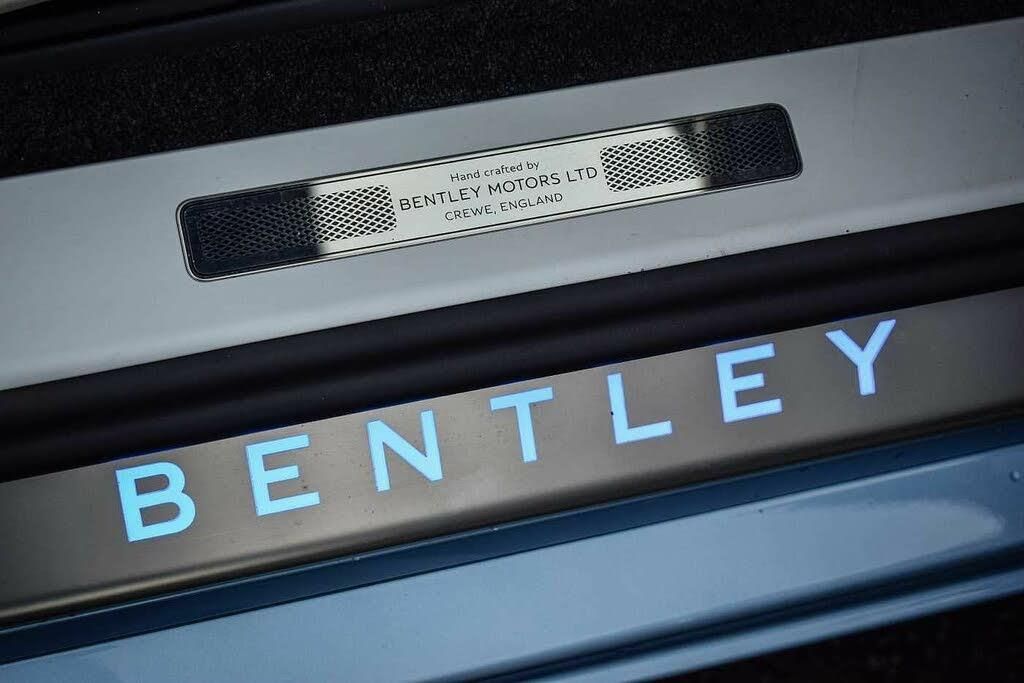 Hand crafted by
BENTLEY MOTORS LTD
CREWE, ENGLAND
BENTLEY